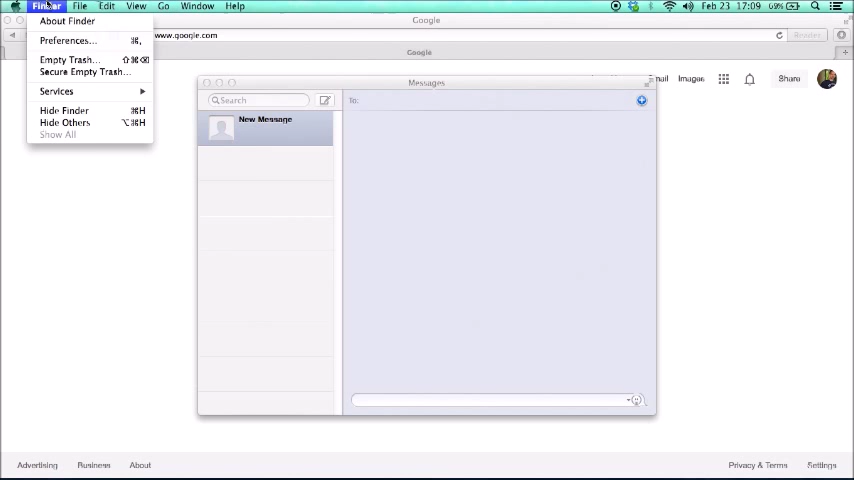 Finder File Edit View Go Window Help Feb 23 17:09 69%
Google
www.google.com Reader
Google
About Finder
Preferences... ⌘,
Empty Trash... ⇧⌘⌫
Secure Empty Trash...
Services
Hide Finder ⌘H
Hide Others ⌥⌘H
Show All
Images Share
Messages
Search
To:
New Message
Advertising Business About Privacy & Terms Settings